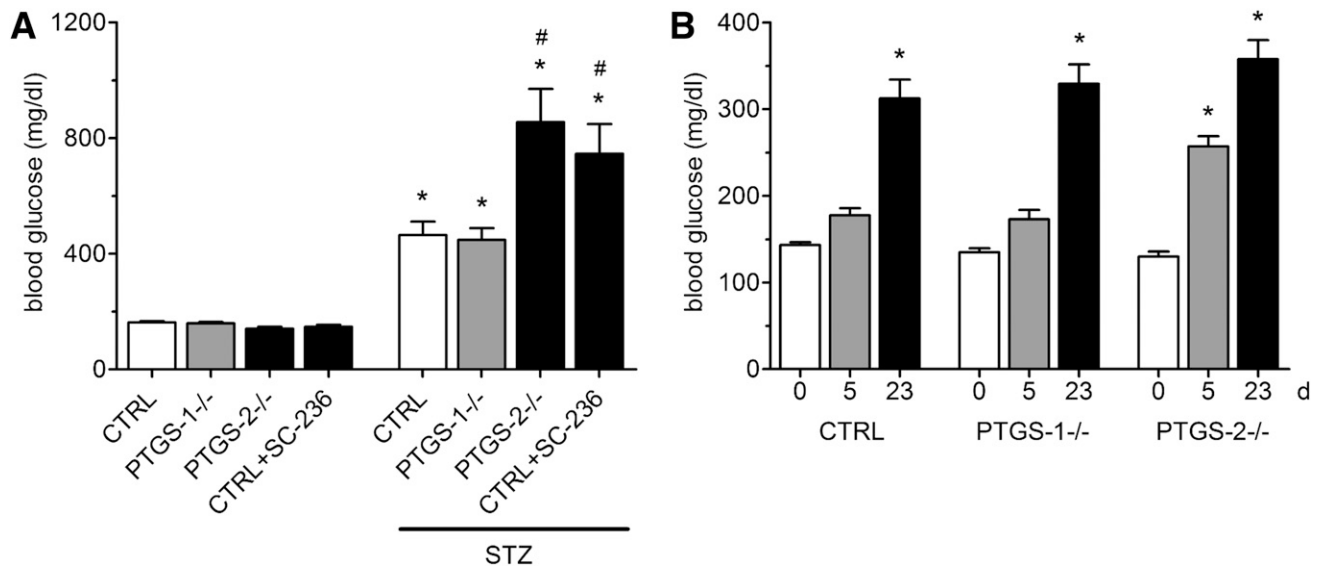 A
blood glucose (mg/dl)
1200
800
400
0
# #
* * * *
CTRL PTGS-1-/- PTGS-2-/- CTRL+SC-236 CTRL PTGS-1-/- PTGS-2-/- CTRL+SC-236
STZ
B
blood glucose (mg/dl)
400
300
200
100
0
* * * *
0 5 23 0 5 23 0 5 23 d
CTRL PTGS-1-/- PTGS-2-/-